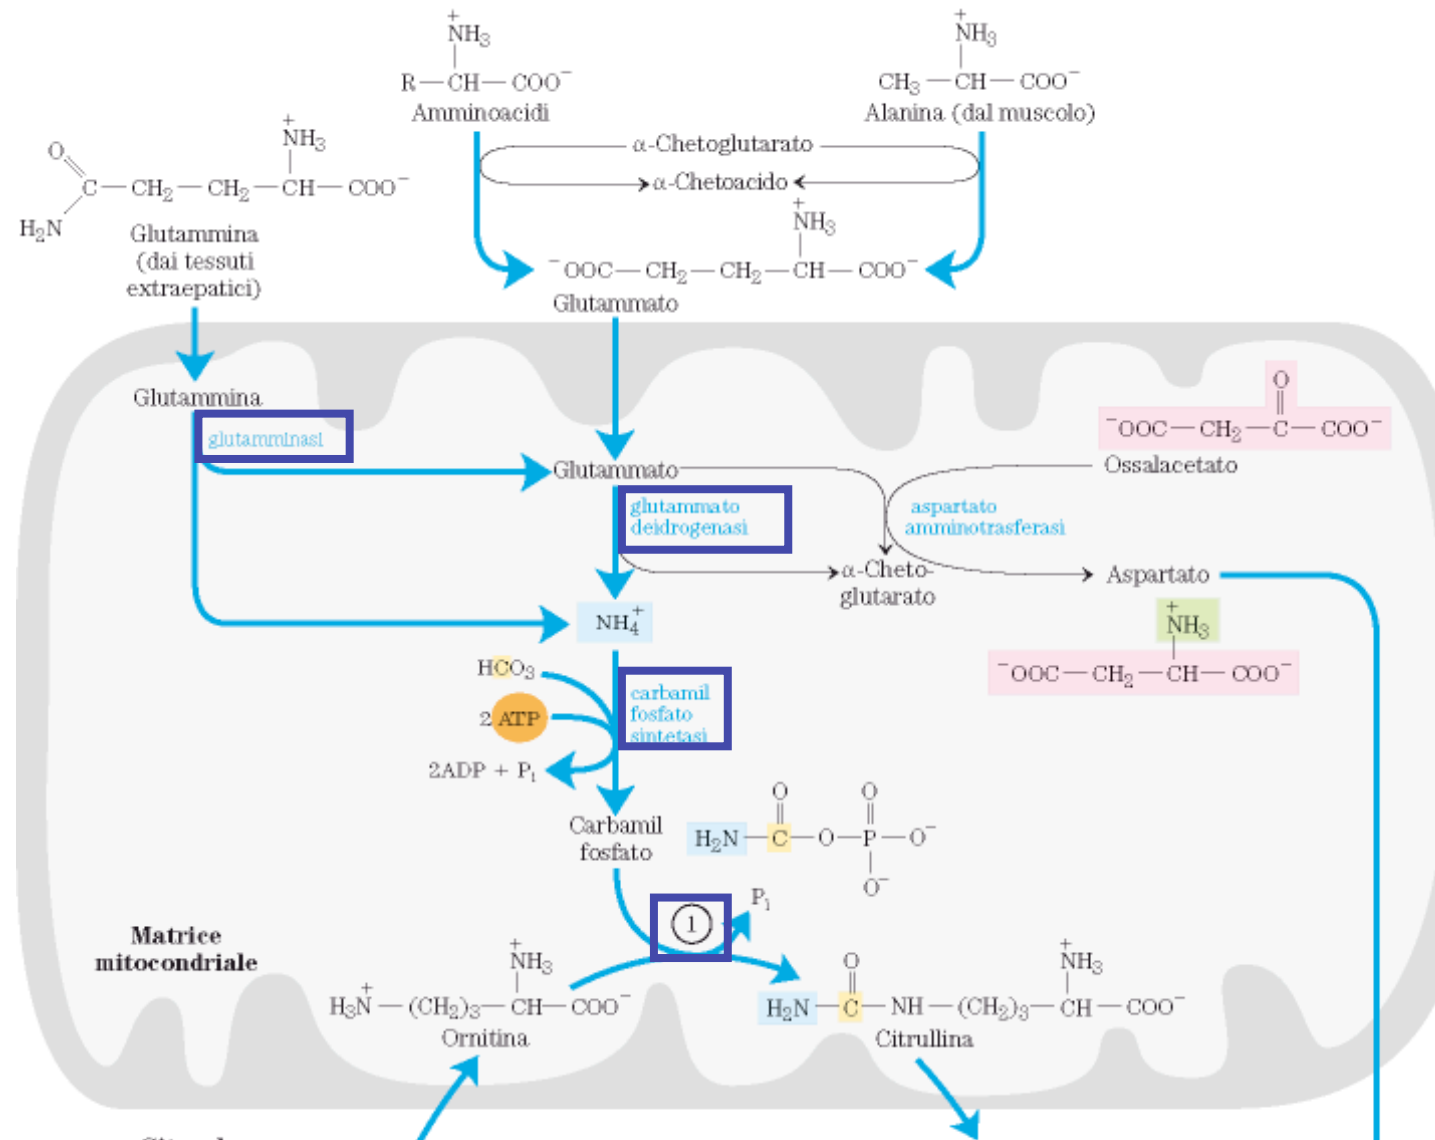 +
NH3
R—CH—COO−
Amminoacidi
+
NH3
CH3—CH—COO−
Alanina (dal muscolo)
α-Chetoglutarato
α-Chetoacido
O
+
NH3
C—CH2—CH2—CH—COO−
H2N
Glutammina
(dai tessuti
extraepatici)
+
NH3
−OOC—CH2—CH2—CH—COO−
Glutammato
Glutammina
glutamminasi
Glutammato
glutammato
deidrogenasi
O
−OOC—CH2—C—COO−
Ossalacetato
aspartato
amminotrasferasi
α-Cheto-
glutarato
Aspartato
+
NH3
−OOC—CH2—CH—COO−
NH4+
HCO3
2 ATP
2ADP + Pi
carbamil
fosfato
sintetasi
Carbamil
fosfato
O O
H2N—C—O—P—O−
O−
1
Pi
Matrice
mitocondriale
+
NH3
+
H3N—(CH2)3—CH—COO−
Ornitina
O
+
NH3
H2N—C—NH—(CH2)3—CH—COO−
Citrullina